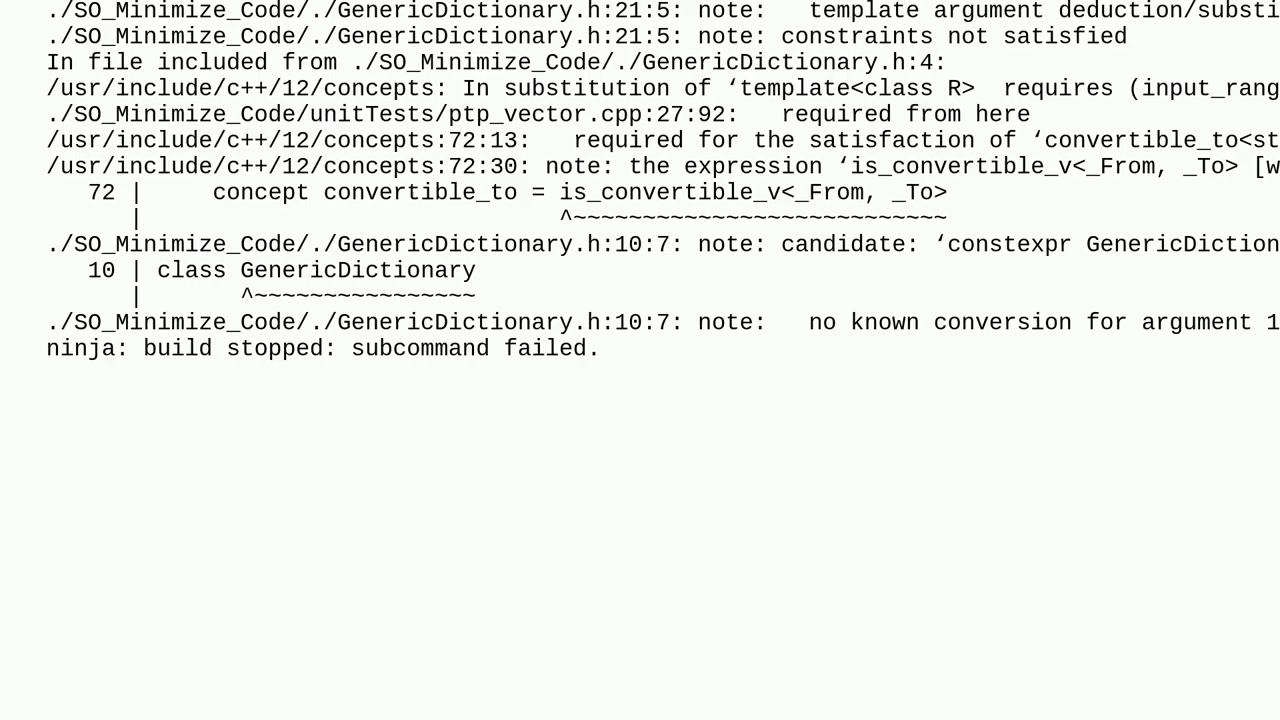 ./SO_Minimize_Code/./GenericDictionary.h:21:5: note:   template argument deduction/substi
./SO_Minimize_Code/./GenericDictionary.h:21:5: note: constraints not satisfied
In file included from ./SO_Minimize_Code/./GenericDictionary.h:4:
/usr/include/c++/12/concepts: In substitution of ‘template<class R>  requires (input_rang
./SO_Minimize_Code/unitTests/ptp_vector.cpp:27:92:   required from here
/usr/include/c++/12/concepts:72:13:   required for the satisfaction of ‘convertible_to<st
/usr/include/c++/12/concepts:72:30: note: the expression ‘is_convertible_v<_From, _To> [w
   72 |     concept convertible_to = is_convertible_v<_From, _To>
      |                              ^~~~~~~~~~~~~~~~~~~~~~~~~~~~
./SO_Minimize_Code/./GenericDictionary.h:10:7: note: candidate: ‘constexpr GenericDiction
   10 | class GenericDictionary
      |       ^~~~~~~~~~~~~~~~~
./SO_Minimize_Code/./GenericDictionary.h:10:7: note:   no known conversion for argument 1
ninja: build stopped: subcommand failed.